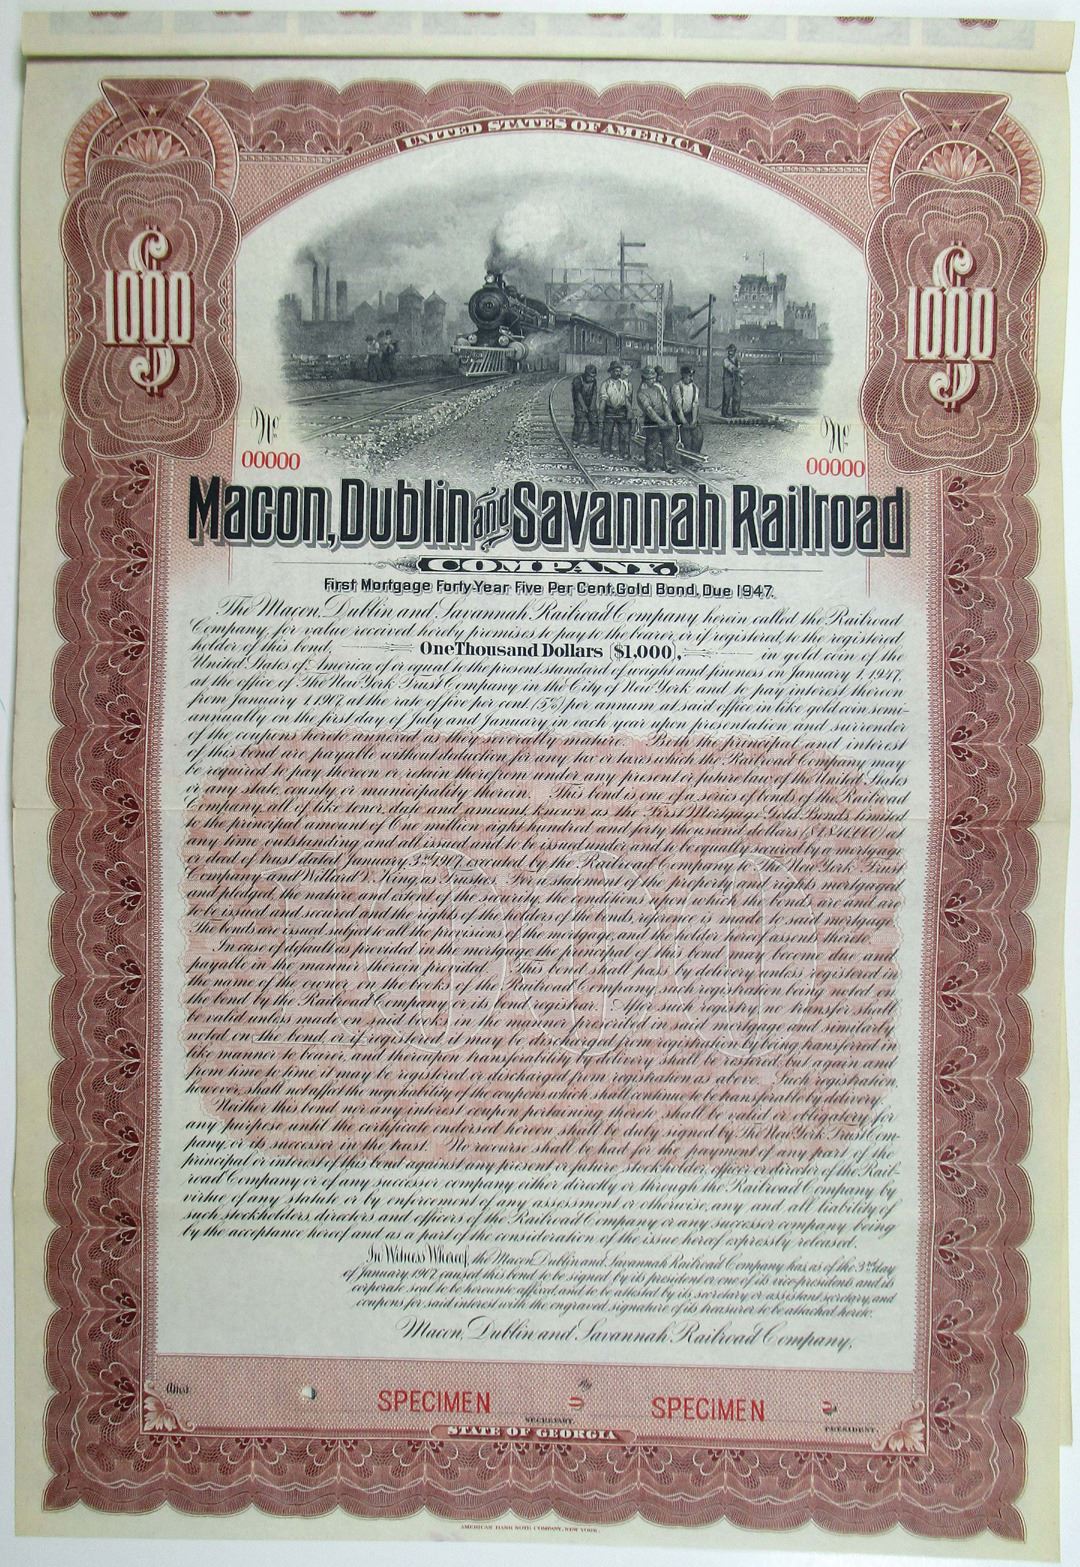 UNITED STATES OF AMERICA
$1000 $1000
No No
00000 00000
Macon, Dublin and Savannah Railroad
COMPANY.
First Mortgage Forty-Year Five Per Cent. Gold Bond, Due 1947.
The Macon, Dublin and Savannah Railroad Company herein called the Railroad
Company, for value received hereby promises to pay to the bearer, or if registered, to the registered
holder of this bond, One Thousand Dollars ($1,000), in gold coin of the
United States of America of or equal to the present standard of weight and fineness on January 1, 1947,
at the office of The New York Trust Company in the City of New York and to pay interest thereon
from January 1, 1907, at the rate of five per cent. (5%) per annum at said office in like gold coin semi-
annually on the first day of July and January in each year upon presentation and surrender
of the coupons hereto annexed as they severally mature. Both the principal and interest
of this bond are payable without deduction for any tax or taxes which the Railroad Company may
be required to pay thereon or retain therefrom under any present or future law of the United States
or any state, county or municipality therein. This bond is one of a series of bonds of the Railroad
Company, all of like tenor, date and amount, known as the First Mortgage Gold Bonds, limited
to the principal amount of One million eight hundred and forty thousand dollars ($1,840,000) at
any time outstanding and all issued and to be issued under and to be equally secured by a mortgage
or deed of trust dated January 3rd 1907, executed by the Railroad Company to The New York Trust
Company and Willard V. King, as Trustees. For a statement of the property and rights mortgaged
and pledged, the nature and extent of the security, the conditions upon which the bonds are and are
to be issued and secured and the rights of the holders of the bonds, reference is made to said mortgage.
The bonds are issued subject to all the provisions of the mortgage, and the holder hereof assents thereto.
In case of default as provided in the mortgage, the principal of this bond may become due and
payable in the manner therein provided. This bond shall pass by delivery unless registered in
the name of the owner, on the books of the Railroad Company, such registration being noted on
the bond by the Railroad Company or its bond registrar. After such registry, no transfer shall
be valid unless made on said books in the manner prescribed in said mortgage and similarly
noted on the bond, or if registered, it may be discharged from registration by being transferred in
like manner to bearer, and thereupon transferability by delivery shall be restored, but again and
from time to time it may be registered or discharged from registration as above. Such registration,
however, shall not affect the negotiability of the coupons which shall continue to be transferable by delivery.
Neither this bond, nor any interest coupon pertaining thereto shall be valid or obligatory for
any purpose until the certificate endorsed hereon shall be duly signed by The New York Trust Com-
pany, or its successor in the trust. No recourse shall be had for the payment of any part of the
principal or interest of this bond against any present or future stockholder, officer or director of the Rail-
road Company or of any successor company either directly or through the Railroad Company by
virtue of any statute or by enforcement of any assessment or otherwise, any and all liability of
such stockholders, directors and officers of the Railroad Company or any successor company being
by the acceptance hereof and as a part of the consideration of the issue hereof expressly released.
In Witness Whereof, the Macon, Dublin and Savannah Railroad Company has, as of the 3rd day
of January 1907 caused this bond to be signed by its president or one of its vice presidents and its
corporate seal to be hereunto affixed, and to be attested by its secretary or assistant secretary, and
coupons for said interest with the engraved signature of its treasurer to be attached hereto.
Macon, Dublin and Savannah Railroad Company,
Attest By
SPECIMEN SPECIMEN
SECRETARY. PRESIDENT.
STATE OF GEORGIA
AMERICAN BANK NOTE COMPANY, NEW YORK.